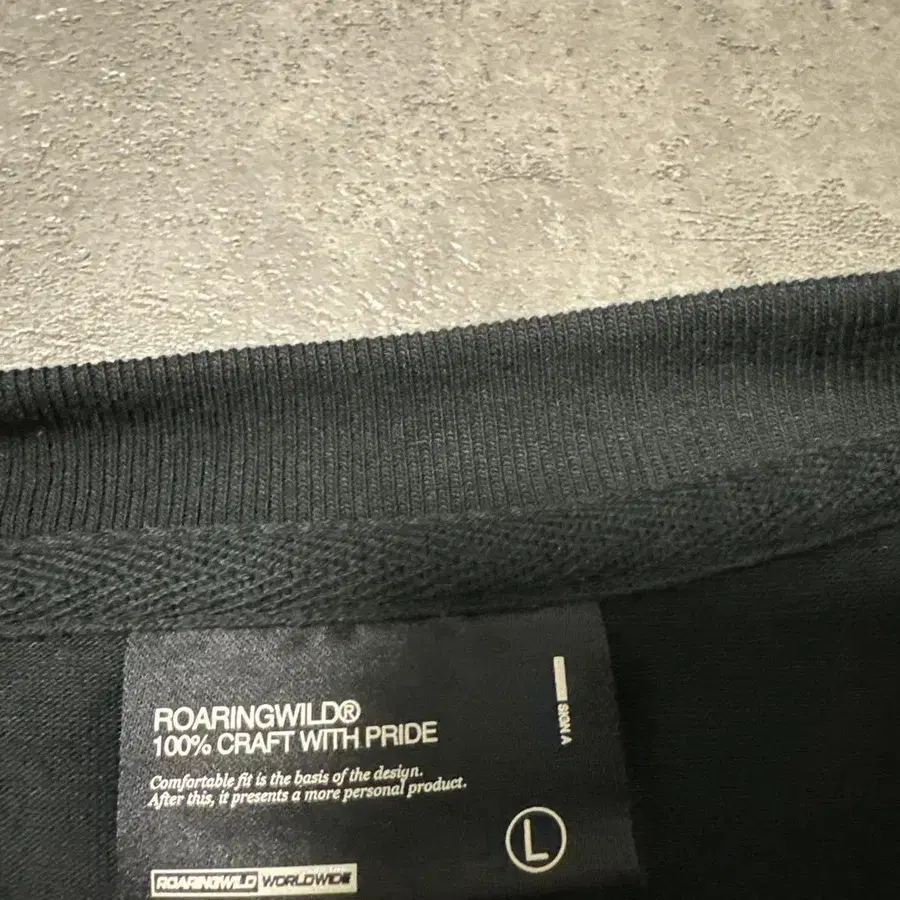 ROARINGWILD®
100% CRAFT WITH PRIDE
Comfortable fit is the basis of the design.
After this, it presents a more personal product.
SIGN A
L
ROARINGWILD WORLDWIDE